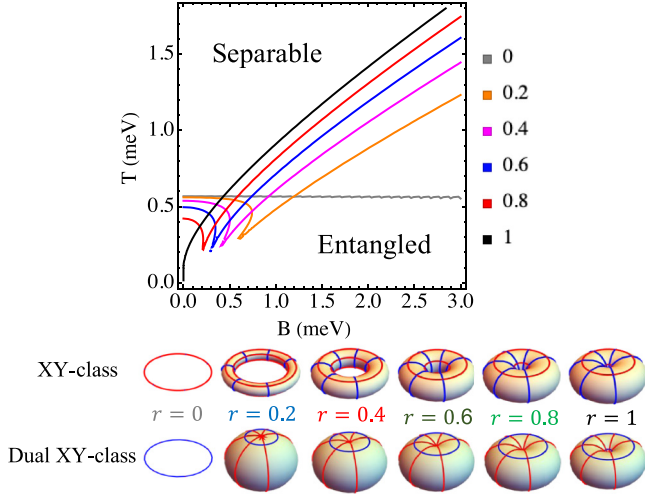 Separable
Entangled
T (meV)
1.5
1.0
0.5
0.0
0.0 0.5 1.0 1.5 2.0 2.5 3.0
B (meV)
0
0.2
0.4
0.6
0.8
1
XY-class
r = 0 r = 0.2 r = 0.4 r = 0.6 r = 0.8 r = 1
Dual XY-class